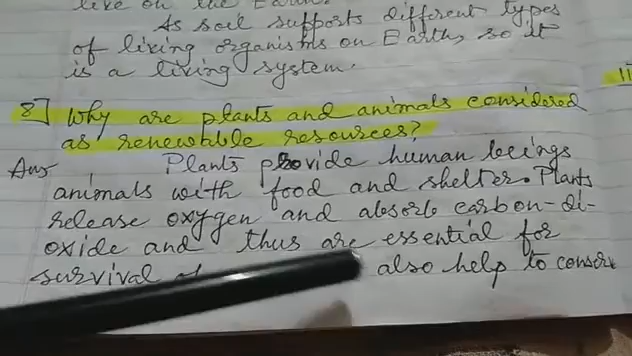 live on the Earth.
As soil supports different types
of living organisms on Earth, so it
is a living system.
8] Why are plants and animals considered
as renewable resources?
Ans Plants provide human beings
animals with food and shelter. Plants
release oxygen and absorb carbon-di-
oxide and thus are essential for
survival also help to conserv
11